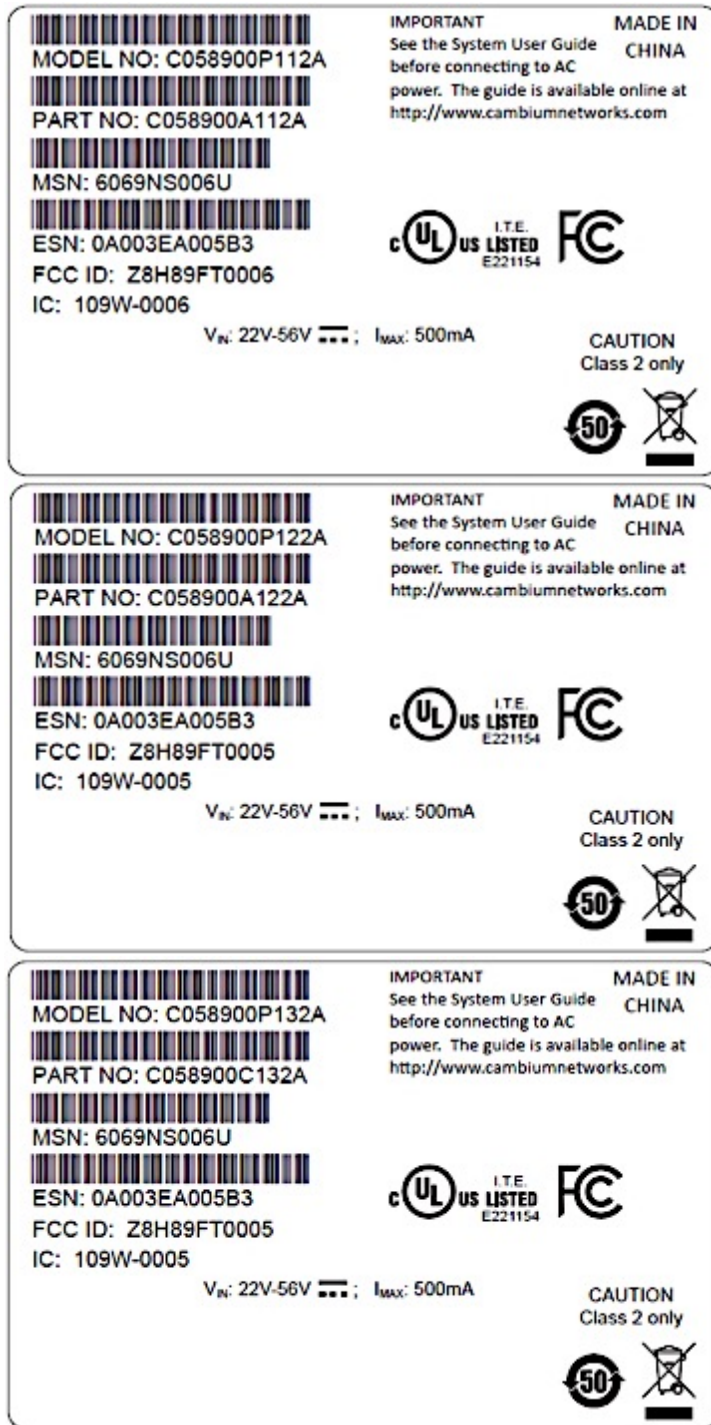 MODEL NO: C058900P112A
PART NO: C058900A112A
MSN: 6069NS006U
ESN: 0A003EA005B3
FCC ID: Z8H89FT0006
IC: 109W-0006
IMPORTANT
See the System User Guide
before connecting to AC
power. The guide is available online at
http://www.cambiumnetworks.com
MADE IN
CHINA
C UL US LISTED
I.T.E.
E221154
FC
VIN: 22V-56V ; IMAX: 500mA
CAUTION
Class 2 only
50
MODEL NO: C058900P122A
PART NO: C058900A122A
MSN: 6069NS006U
ESN: 0A003EA005B3
FCC ID: Z8H89FT0005
IC: 109W-0005
IMPORTANT
See the System User Guide
before connecting to AC
power. The guide is available online at
http://www.cambiumnetworks.com
MADE IN
CHINA
C UL US LISTED
I.T.E.
E221154
FC
VIN: 22V-56V ; IMAX: 500mA
CAUTION
Class 2 only
50
MODEL NO: C058900P132A
PART NO: C058900C132A
MSN: 6069NS006U
ESN: 0A003EA005B3
FCC ID: Z8H89FT0005
IC: 109W-0005
IMPORTANT
See the System User Guide
before connecting to AC
power. The guide is available online at
http://www.cambiumnetworks.com
MADE IN
CHINA
C UL US LISTED
I.T.E.
E221154
FC
VIN: 22V-56V ; IMAX: 500mA
CAUTION
Class 2 only
50